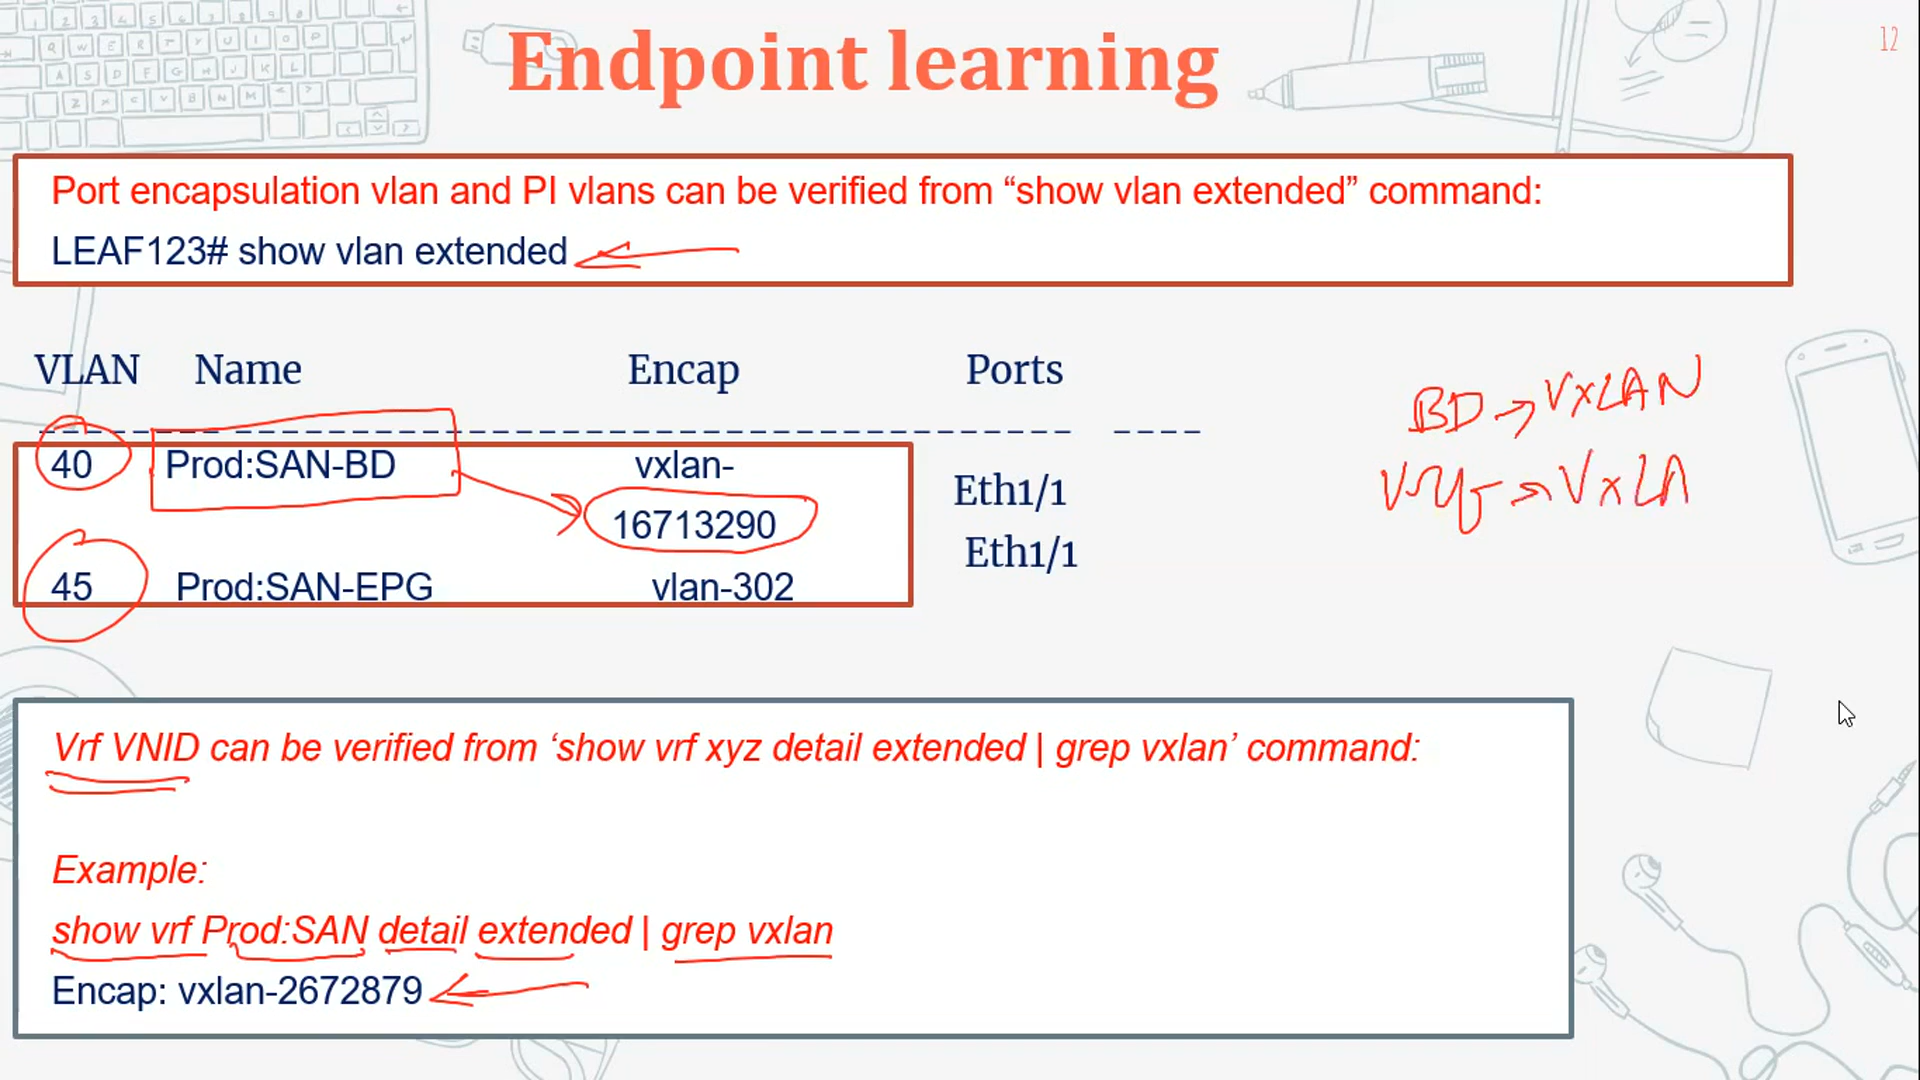 Endpoint learning
12
Port encapsulation vlan and PI vlans can be verified from “show vlan extended” command:
LEAF123# show vlan extended
VLAN Name Encap Ports
---------------------------------------- ----
40 Prod:SAN-BD vxlan-
16713290
Eth1/1
Eth1/1
45 Prod:SAN-EPG vlan-302
BD → VXLAN
Vrf → VxLA
Vrf VNID can be verified from ‘show vrf xyz detail extended | grep vxlan’ command:
Example:
show vrf Prod:SAN detail extended | grep vxlan
Encap: vxlan-2672879